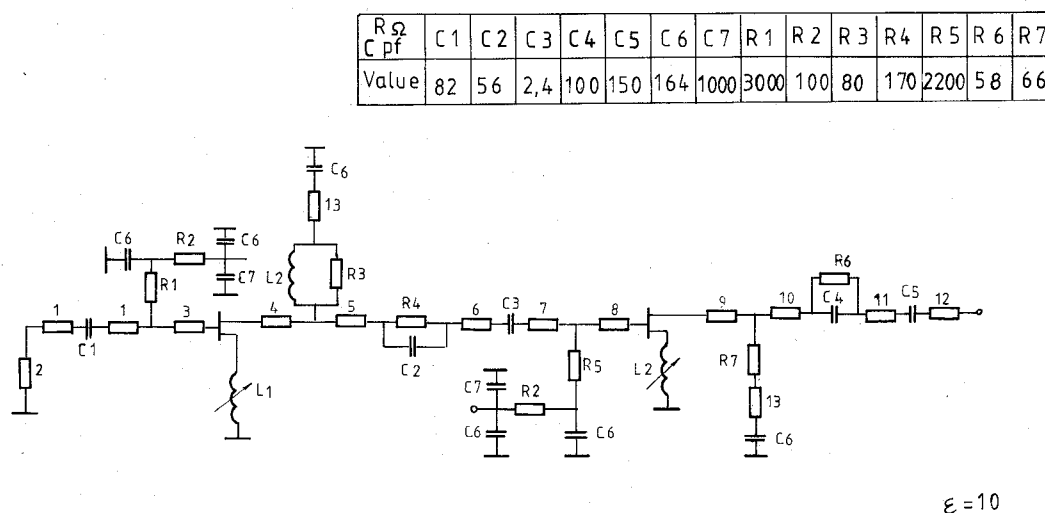 RΩ C pf C1 C2 C3 C4 C5 C6 C7 R1 R2 R3 R4 R5 R6 R7
Value 82 56 2,4 100 150 164 1000 3000 100 80 170 2200 58 66
C6
13
C6 R2 C6
L2 R3
C7
R1
R6
1 1 3 4 5 R4 6 C3 7 8 9 10 C4 11 C5 12
C1
C2
2
R7
R5 L2
L1
C7 R2
13
C6 C6 C6
ε=10